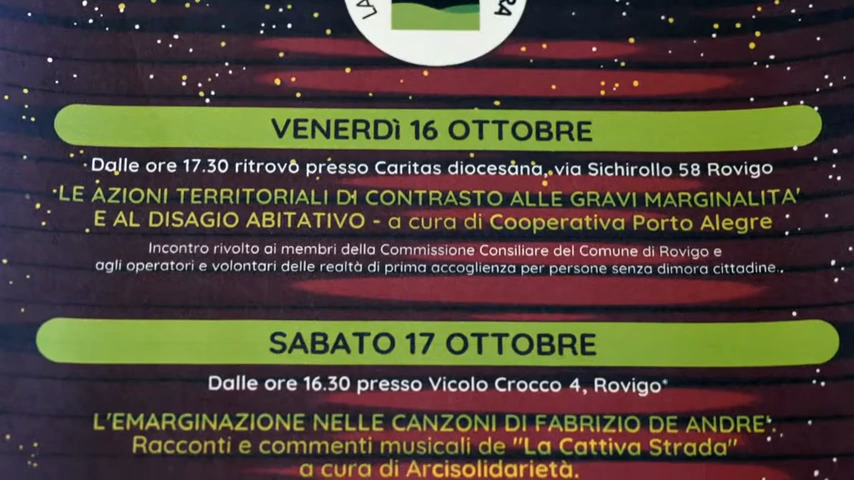 LA
RA
VENERDÌ 16 OTTOBRE
Dalle ore 17.30 ritrovo presso Caritas diocesana, via Sichirollo 58 Rovigo
LE AZIONI TERRITORIALI DI CONTRASTO ALLE GRAVI MARGINALITA'
E AL DISAGIO ABITATIVO - a cura di Cooperativa Porto Alegre
Incontro rivolto ai membri della Commissione Consiliare del Comune di Rovigo e
agli operatori e volontari delle realtà di prima accoglienza per persone senza dimora cittadine.
SABATO 17 OTTOBRE
Dalle ore 16.30 presso Vicolo Crocco 4, Rovigo*
L'EMARGINAZIONE NELLE CANZONI DI FABRIZIO DE ANDRE'.
Racconti e commenti musicali de "La Cattiva Strada"
a cura di Arcisolidarietà.